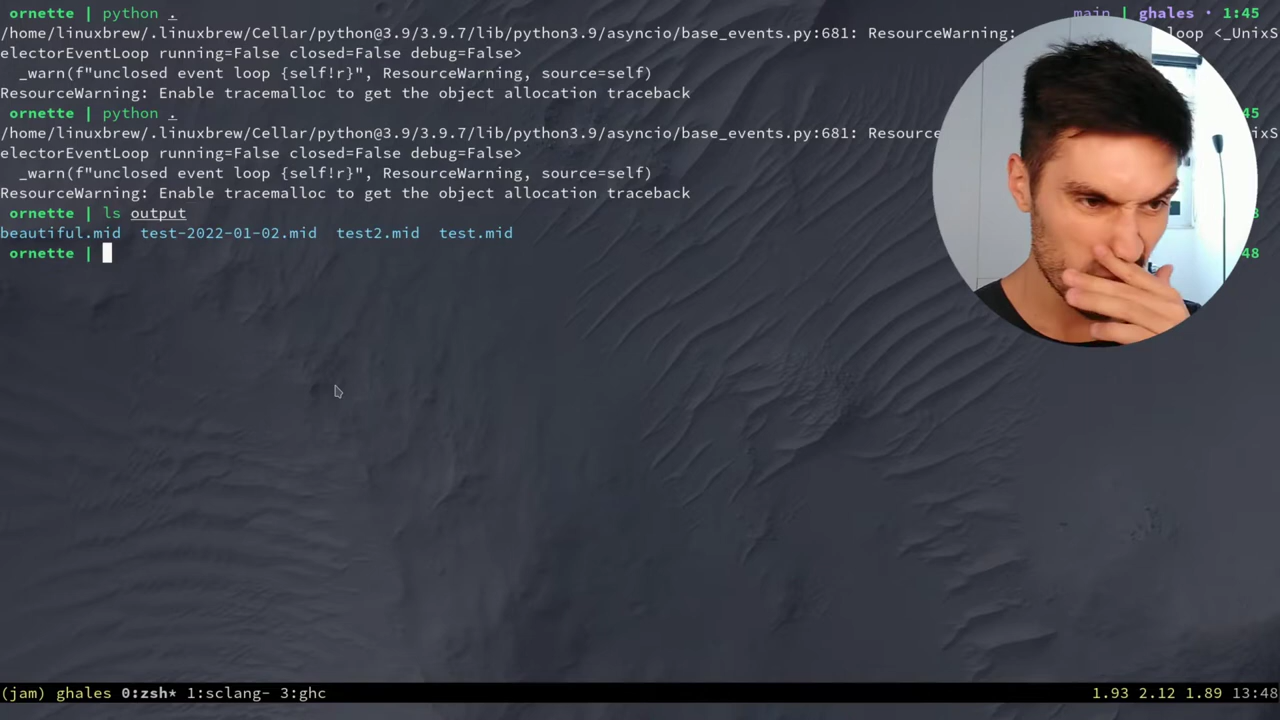 ornette | python . main | ghales · 1:45
/home/linuxbrew/.linuxbrew/Cellar/python@3.9/3.9.7/lib/python3.9/asyncio/base_events.py:681: ResourceWarning: loop <_UnixS
electorEventLoop running=False closed=False debug=False>
_warn(f"unclosed event loop {self!r}", ResourceWarning, source=self)
ResourceWarning: Enable tracemalloc to get the object allocation traceback
ornette | python . 45
/home/linuxbrew/.linuxbrew/Cellar/python@3.9/3.9.7/lib/python3.9/asyncio/base_events.py:681: Resource ixS
electorEventLoop running=False closed=False debug=False>
_warn(f"unclosed event loop {self!r}", ResourceWarning, source=self)
ResourceWarning: Enable tracemalloc to get the object allocation traceback
ornette | ls output
beautiful.mid test-2022-01-02.mid test2.mid test.mid
ornette | 48
(jam) ghales 0:zsh* 1:sclang- 3:ghc 1.93 2.12 1.89 13:48